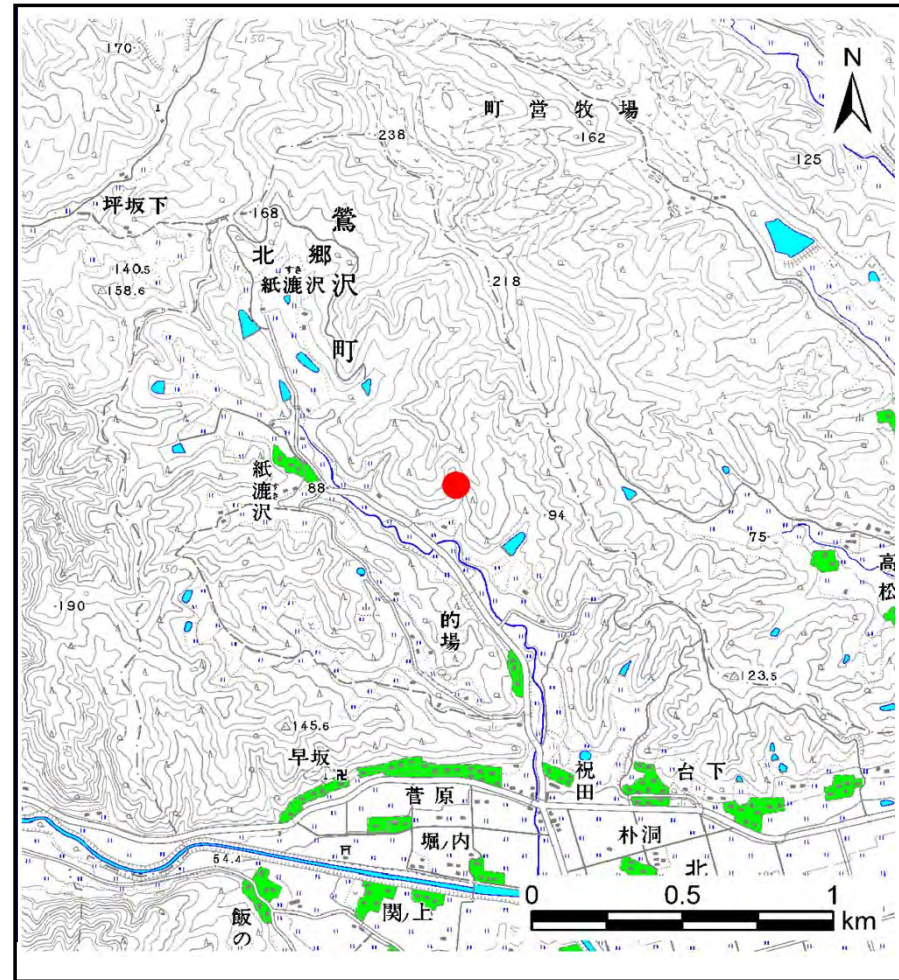 170
150
N
町営牧場
238
162
125
坪坂下
168
鶯沢町
北郷
すき
紙漉沢
140.5
158.6
218
紙漉沢
すき
88
94
75
高松
190
150
的場
123.5
145.6
早坂
祝田
台下
菅原
朴洞
堀ノ内
54.4
北
関ノ上
飯の
0 0.5 1
km